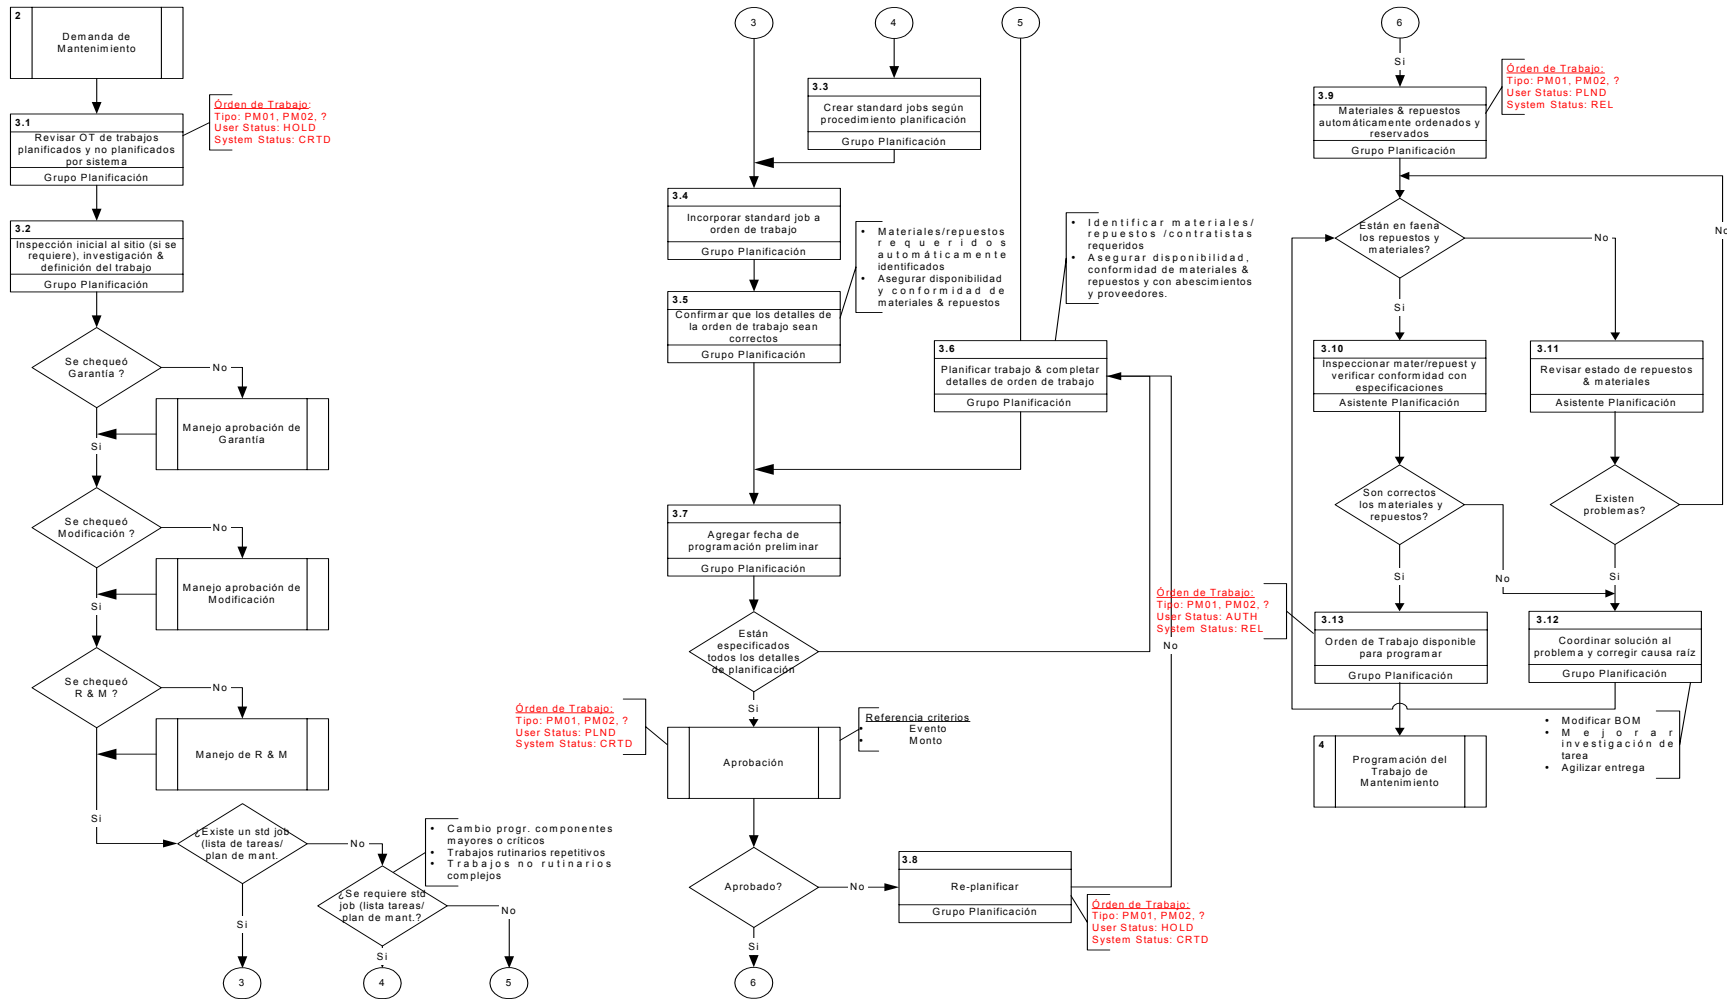 2
Demanda de
Mantenimiento
Órden de Trabajo:
Tipo: PM01, PM02, ?
User Status: HOLD
System Status: CRTD
3.1
Revisar OT de trabajos
planificados y no planificados
por sistema
Grupo Planificación
3.2
Inspección inicial al sitio (si se
requiere), investigación &
definición del trabajo
Grupo Planificación
Se chequeó
Garantía ?
No
Manejo aprobación de
Garantía
Si
Se chequeó
Modificación ?
No
Manejo aprobación de
Modificación
Si
Se chequeó
R & M ?
No
Manejo de R & M
Si
¿Existe un std job
(lista de tareas/
plan de mant.
No
• Cambio progr. componentes
mayores o críticos
• Trabajos rutinarios repetitivos
• Trabajos no rutinarios
complejos
¿Se requiere std
job (lista tareas/
plan de mant.?
No
Si
Si
3
4
5
3
4
5
3.3
Crear standard jobs según
procedimiento planificación
Grupo Planificación
3.4
Incorporar standard job a
orden de trabajo
Grupo Planificación
• Materiales/repuestos
requeridos
automáticamente
identificados
• Asegurar disponibilidad
y conformidad de
materiales & repuestos
• Identificar materiales/
repuestos /contratistas
requeridos
• Asegurar disponibilidad,
conformidad de materiales &
repuestos y con abescimientos
y proveedores.
3.5
Confirmar que los detalles de
la orden de trabajo sean
correctos
Grupo Planificación
3.6
Planificar trabajo & completar
detalles de orden de trabajo
Grupo Planificación
3.7
Agregar fecha de
programación preliminar
Grupo Planificación
Están
especificados
todos los detalles
de planificación
No
Si
Órden de Trabajo:
Tipo: PM01, PM02, ?
User Status: PLND
System Status: CRTD
Referencia criterios
• Evento
• Monto
Aprobación
Aprobado?
No
3.8
Re-planificar
Grupo Planificación
Órden de Trabajo:
Tipo: PM01, PM02, ?
User Status: HOLD
System Status: CRTD
Si
6
6
Si
Órden de Trabajo:
Tipo: PM01, PM02, ?
User Status: PLND
System Status: REL
3.9
Materiales & repuestos
automáticamente ordenados y
reservados
Grupo Planificación
Están en faena
los repuestos y
materiales?
No
No
Si
3.10
Inspeccionar mater/repuest y
verificar conformidad con
especificaciones
Asistente Planificación
3.11
Revisar estado de repuestos
& materiales
Asistente Planificación
Son correctos
los materiales y
repuestos?
Existen
problemas?
Si
No
Si
Órden de Trabajo:
Tipo: PM01, PM02, ?
User Status: AUTH
System Status: REL
3.13
Orden de Trabajo disponible
para programar
Grupo Planificación
3.12
Coordinar solución al
problema y corregir causa raíz
Grupo Planificación
• Modificar BOM
• Mejorar
investigación de
tarea
• Agilizar entrega
4
Programación del
Trabajo de
Mantenimiento